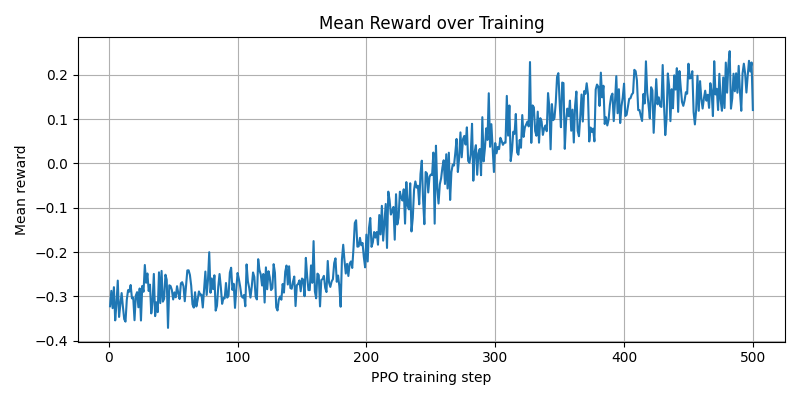 Mean Reward over Training
Mean reward
0.2
0.1
0.0
−0.1
−0.2
−0.3
−0.4
0 100 200 300 400 500
PPO training step